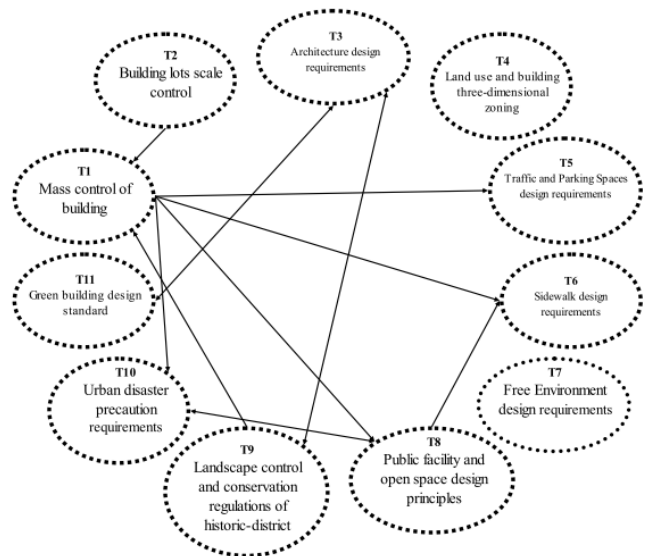 T2
Building lots scale
control
T3
Architecture design
requirements
T4
Land use and building
three-dimensional
zoning
T1
Mass control of
building
T5
Traffic and Parking Spaces
design requirements
T11
Green building design
standard
T6
Sidewalk design
requirements
T10
Urban disaster
precaution
requirements
T7
Free Environment
design requirements
T9
Landscape control
and conservation
regulations of
historic-district
T8
Public facility and
open space design
principles